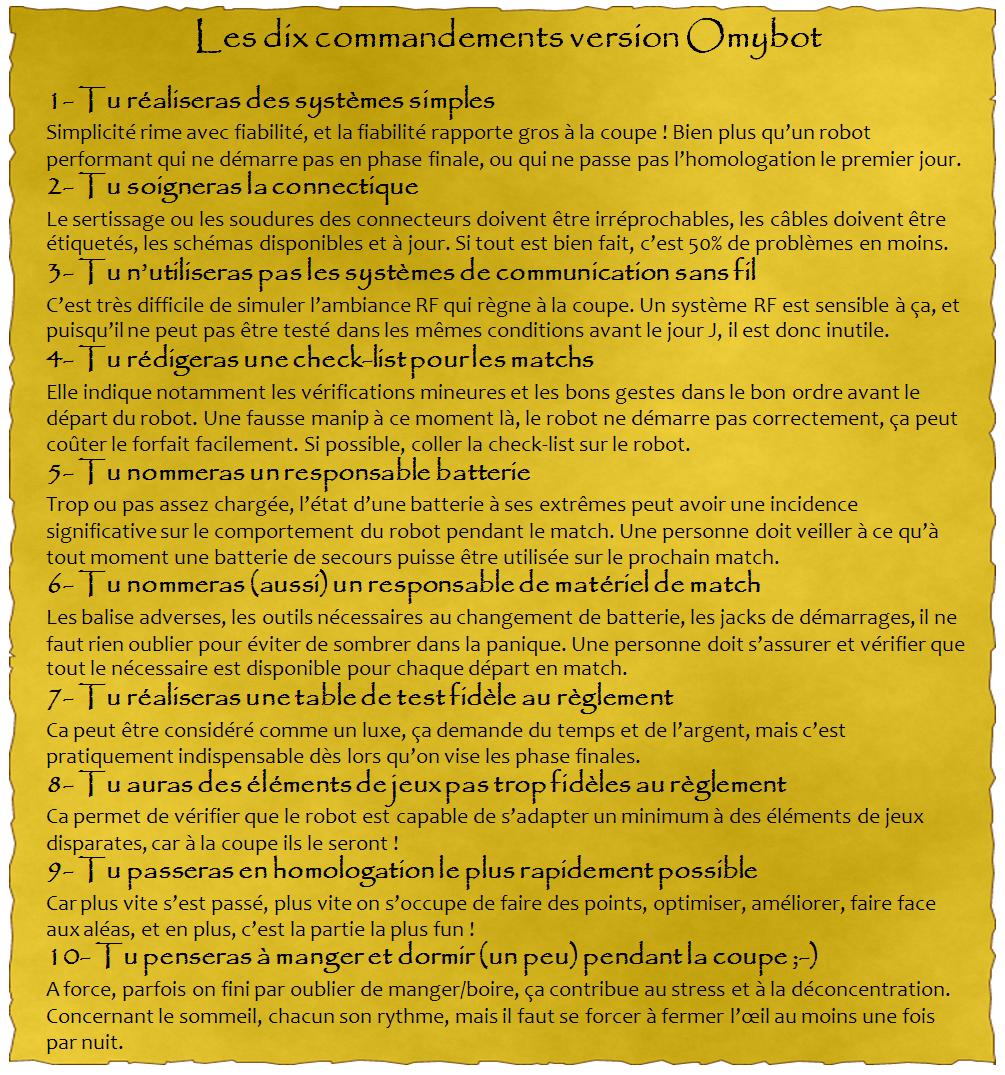 Les dix commandements version Omybot
1- Tu réaliseras des systèmes simples
Simplicité rime avec fiabilité, et la fiabilité rapporte gros à la coupe ! Bien plus qu’un robot
performant qui ne démarre pas en phase finale, ou qui ne passe pas l’homologation le premier jour.
2- Tu soigneras la connectique
Le sertissage ou les soudures des connecteurs doivent être irréprochables, les câbles doivent être
étiquetés, les schémas disponibles et à jour. Si tout est bien fait, c’est 50% de problèmes en moins.
3- Tu n’utiliseras pas les systèmes de communication sans fil
C’est très difficile de simuler l’ambiance RF qui règne à la coupe. Un système RF est sensible à ça, et
puisqu’il ne peut pas être testé dans les mêmes conditions avant le jour J, il est donc inutile.
4- Tu rédigeras une check-list pour les matchs
Elle indique notamment les vérifications mineures et les bons gestes dans le bon ordre avant le
départ du robot. Une fausse manip à ce moment là, le robot ne démarre pas correctement, ça peut
coûter le forfait facilement. Si possible, coller la check-list sur le robot.
5- Tu nommeras un responsable batterie
Trop ou pas assez chargée, l’état d’une batterie à ses extrêmes peut avoir une incidence
significative sur le comportement du robot pendant le match. Une personne doit veiller à ce qu’à
tout moment une batterie de secours puisse être utilisée sur le prochain match.
6- Tu nommeras (aussi) un responsable de matériel de match
Les balise adverses, les outils nécessaires au changement de batterie, les jacks de démarrages, il ne
faut rien oublier pour éviter de sombrer dans la panique. Une personne doit s’assurer et vérifier que
tout le nécessaire est disponible pour chaque départ en match.
7- Tu réaliseras une table de test fidèle au règlement
Ca peut être considéré comme un luxe, ça demande du temps et de l’argent, mais c’est
pratiquement indispensable dès lors qu’on vise les phase finales.
8- Tu auras des éléments de jeux pas trop fidèles au règlement
Ca permet de vérifier que le robot est capable de s’adapter un minimum à des éléments de jeux
disparates, car à la coupe ils le seront !
9- Tu passeras en homologation le plus rapidement possible
Car plus vite s’est passé, plus vite on s’occupe de faire des points, optimiser, améliorer, faire face
aux aléas, et en plus, c’est la partie la plus fun !
10- Tu penseras à manger et dormir (un peu) pendant la coupe ;-)
A force, parfois on fini par oublier de manger/boire, ça contribue au stress et à la déconcentration.
Concernant le sommeil, chacun son rythme, mais il faut se forcer à fermer l’œil au moins une fois
par nuit.